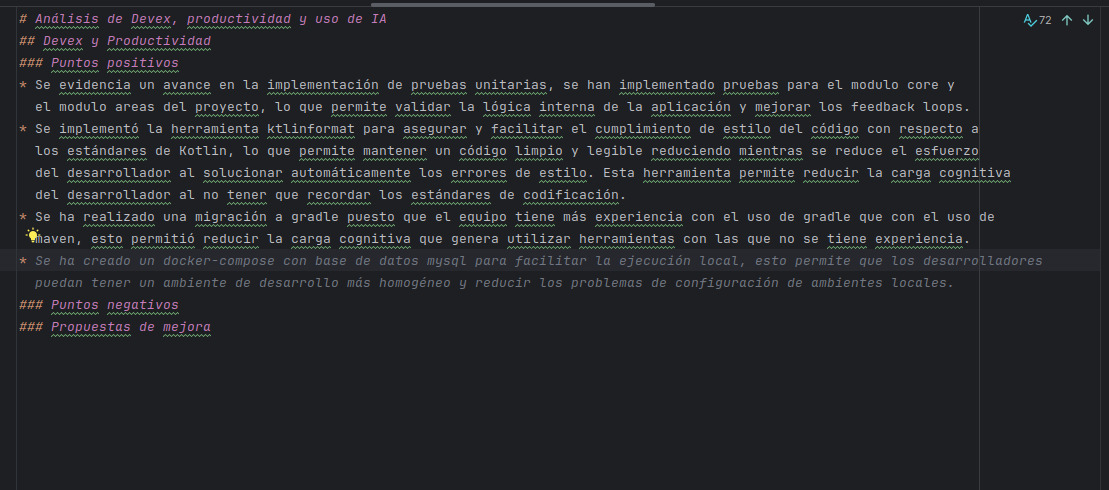 # Análisis de Devex, productividad y uso de IA
72
## Devex y Productividad
### Puntos positivos
* Se evidencia un avance en la implementación de pruebas unitarias, se han implementado pruebas para el modulo core y
el modulo areas del proyecto, lo que permite validar la lógica interna de la aplicación y mejorar los feedback loops.
* Se implementó la herramienta ktlinformat para asegurar y facilitar el cumplimiento de estilo del código con respecto a
los estándares de Kotlin, lo que permite mantener un código limpio y legible reduciendo mientras se reduce el esfuerzo
del desarrollador al solucionar automáticamente los errores de estilo. Esta herramienta permite reducir la carga cognitiva
del desarrollador al no tener que recordar los estándares de codificación.
* Se ha realizado una migración a gradle puesto que el equipo tiene más experiencia con el uso de gradle que con el uso de
maven, esto permitió reducir la carga cognitiva que genera utilizar herramientas con las que no se tiene experiencia.
* Se ha creado un docker-compose con base de datos mysql para facilitar la ejecución local, esto permite que los desarrolladores
puedan tener un ambiente de desarrollo más homogéneo y reducir los problemas de configuración de ambientes locales.
### Puntos negativos
### Propuestas de mejora